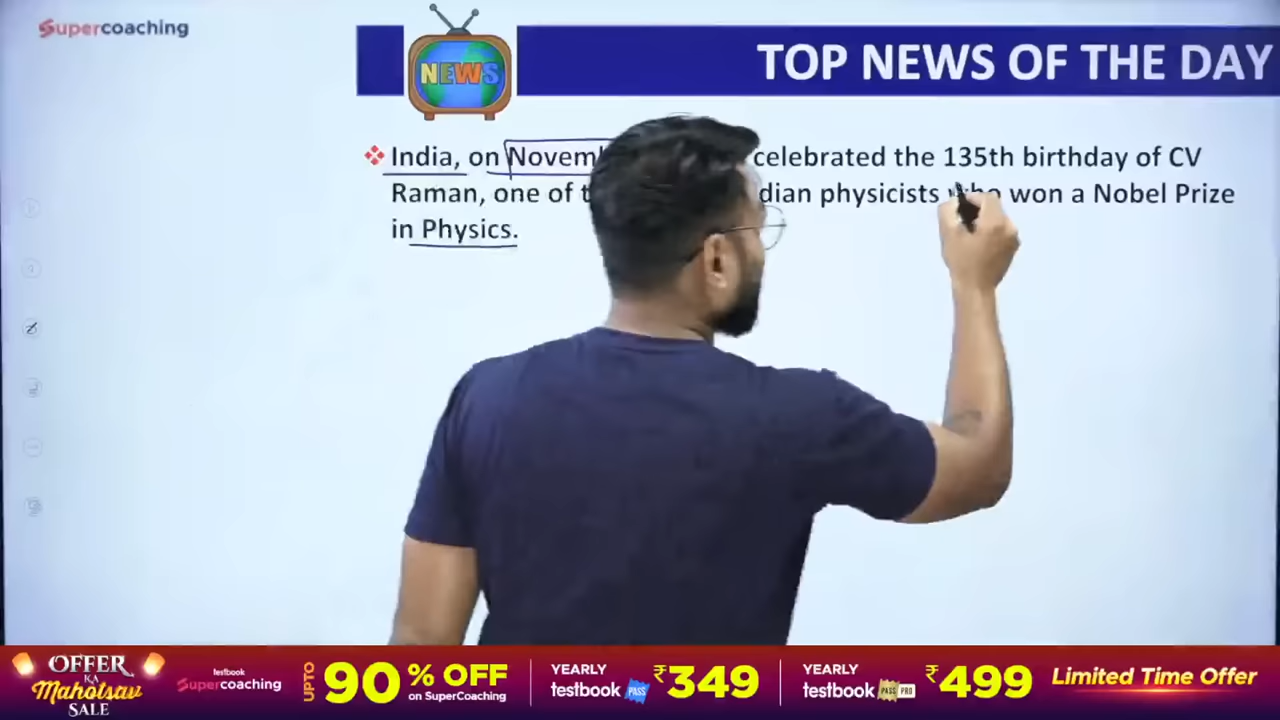 Supercoaching
NEWS
TOP NEWS OF THE DAY
India, on celebrated the 135th birthday of CV
Raman, one of dian physicists who won a Nobel Prize
in Physics.
OFFER
KA
Mahotsav
SALE
testbook
Supercoaching
UPTO
90% OFF
on SuperCoaching
YEARLY
testbook PASS
₹349
YEARLY
testbook PASS PRO
₹499
Limited Time Offer